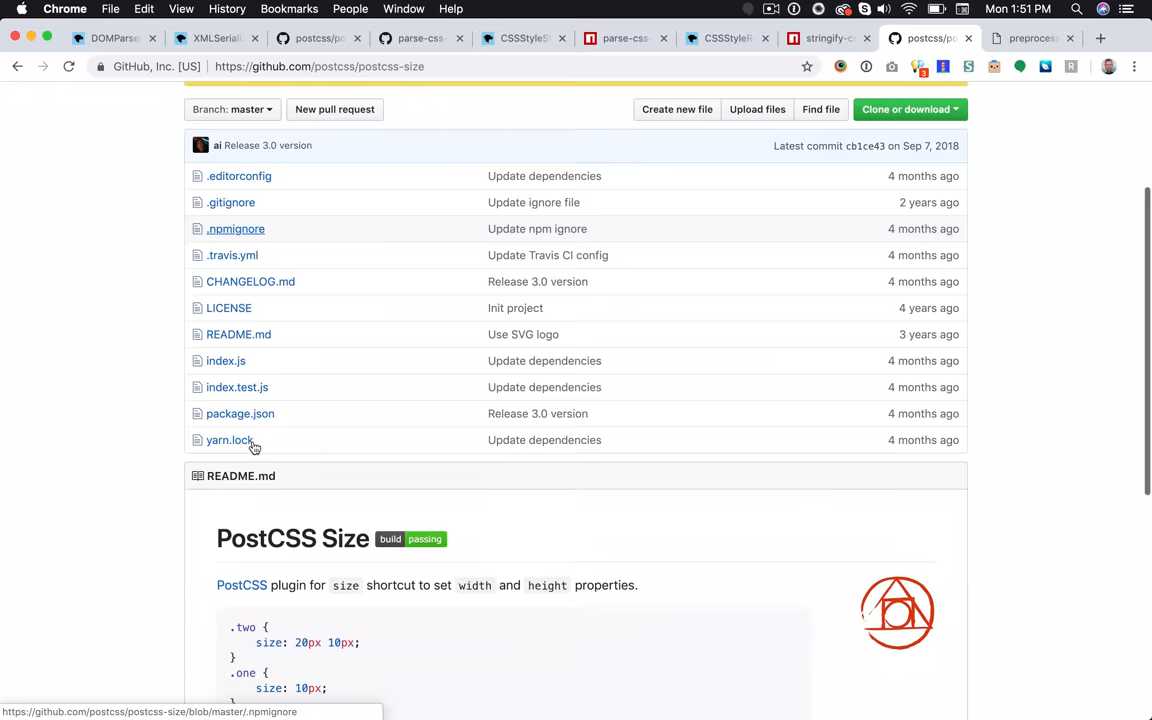 Chrome File Edit View History Bookmarks People Window Help Mon 1:51 PM
DOMParse XMLSerial postcss/po parse-css- CSSStyleSh parse-css- CSSStyleR stringify-c postcss/po preproces
GitHub, Inc. [US] https://github.com/postcss/postcss-size 3
Branch: master New pull request Create new file Upload files Find file Clone or download
ai Release 3.0 version Latest commit cb1ce43 on Sep 7, 2018
.editorconfig Update dependencies 4 months ago
.gitignore Update ignore file 2 years ago
.npmignore Update npm ignore 4 months ago
.travis.yml Update Travis CI config 4 months ago
CHANGELOG.md Release 3.0 version 4 months ago
LICENSE Init project 4 years ago
README.md Use SVG logo 3 years ago
index.js Update dependencies 4 months ago
index.test.js Update dependencies 4 months ago
package.json Release 3.0 version 4 months ago
yarn.lock Update dependencies 4 months ago
README.md
PostCSS Size build passing
PostCSS plugin for size shortcut to set width and height properties.
.two {
size: 20px 10px;
}
.one {
size: 10px;
}
https://github.com/postcss/postcss-size/blob/master/.npmignore